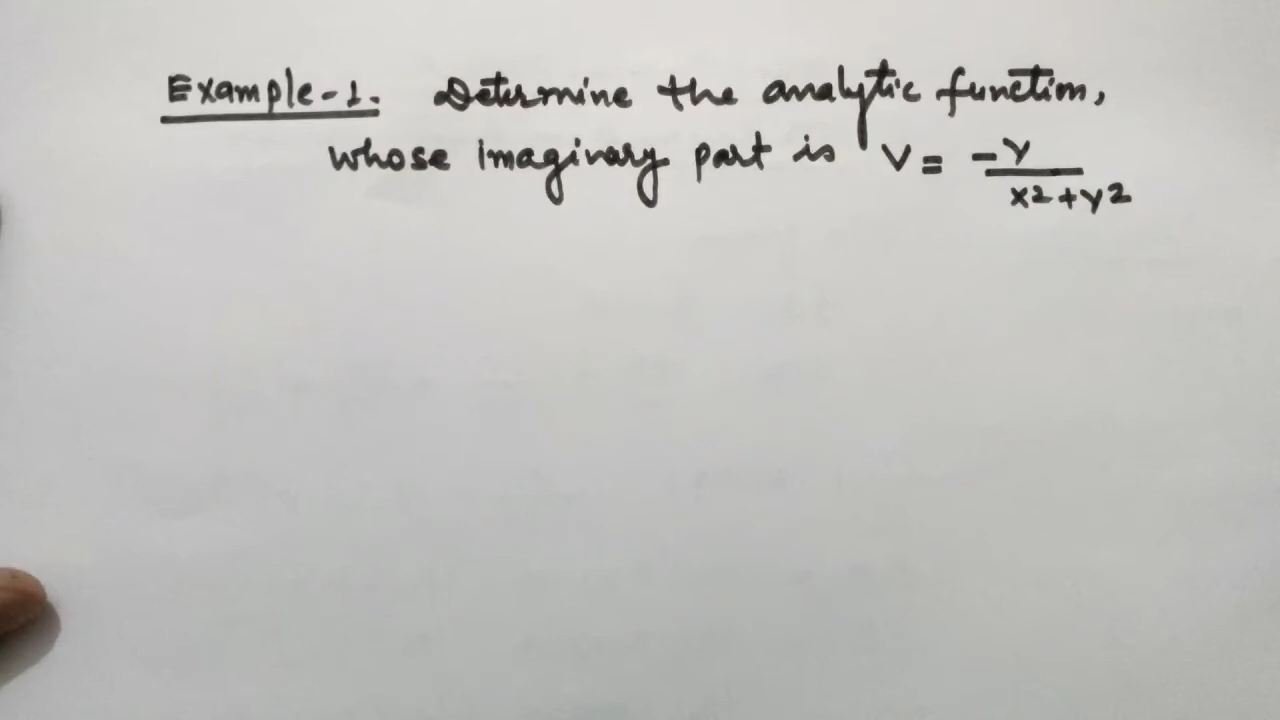 Example-1. Determine the analytic function,
whose imaginary part is V = -y/x2+y2